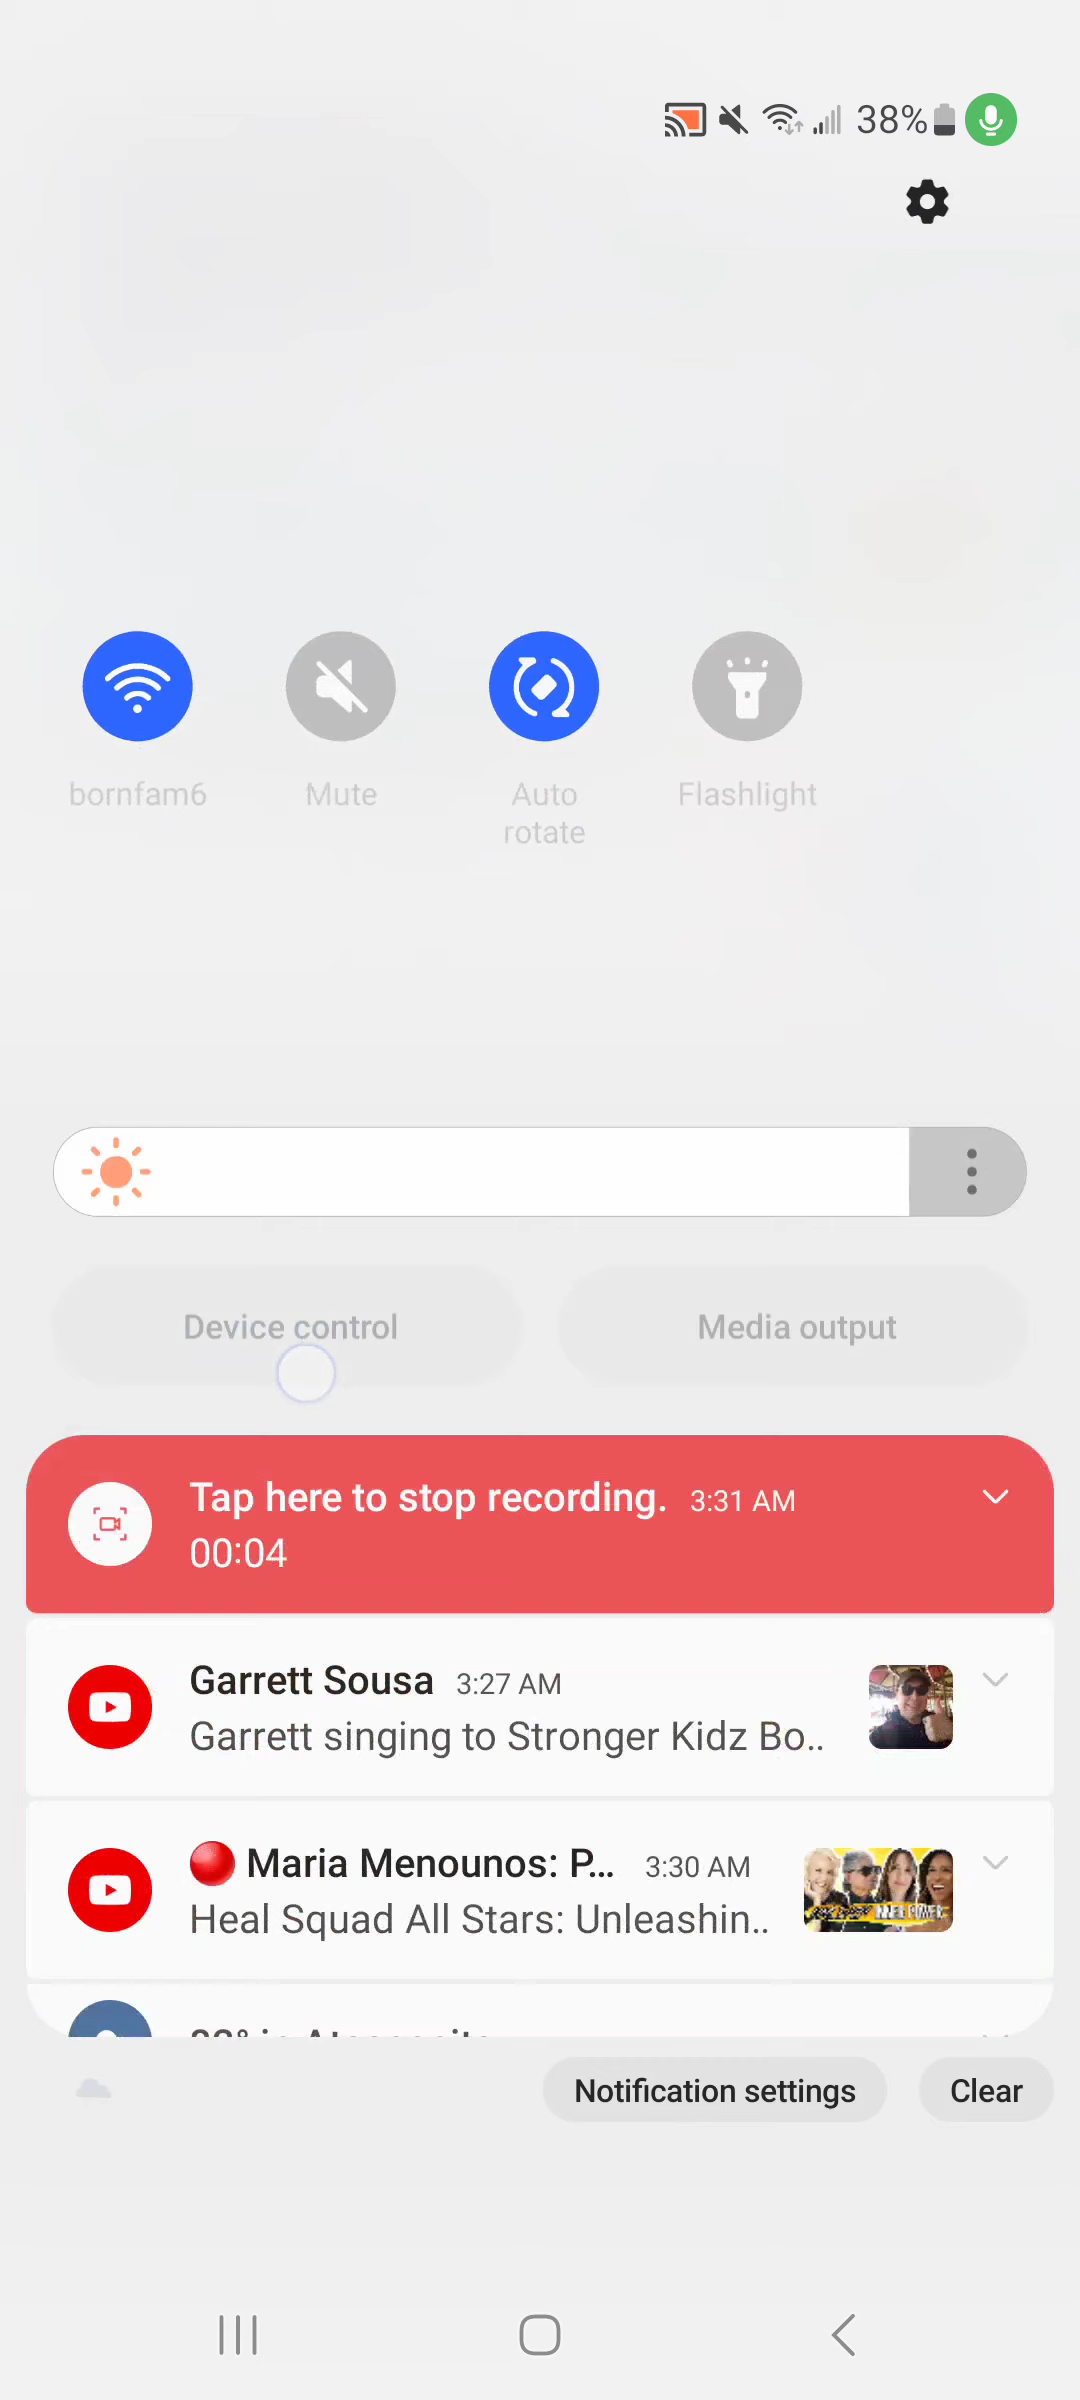 38%
bornfam6
Mute
Auto
rotate
Flashlight
Device control
Media output
Tap here to stop recording. 3:31 AM
00:04
Garrett Sousa 3:27 AM
Garrett singing to Stronger Kidz Bo..
Maria Menounos: P... 3:30 AM
Heal Squad All Stars: Unleashin..
INNER POWER
Notification settings
Clear